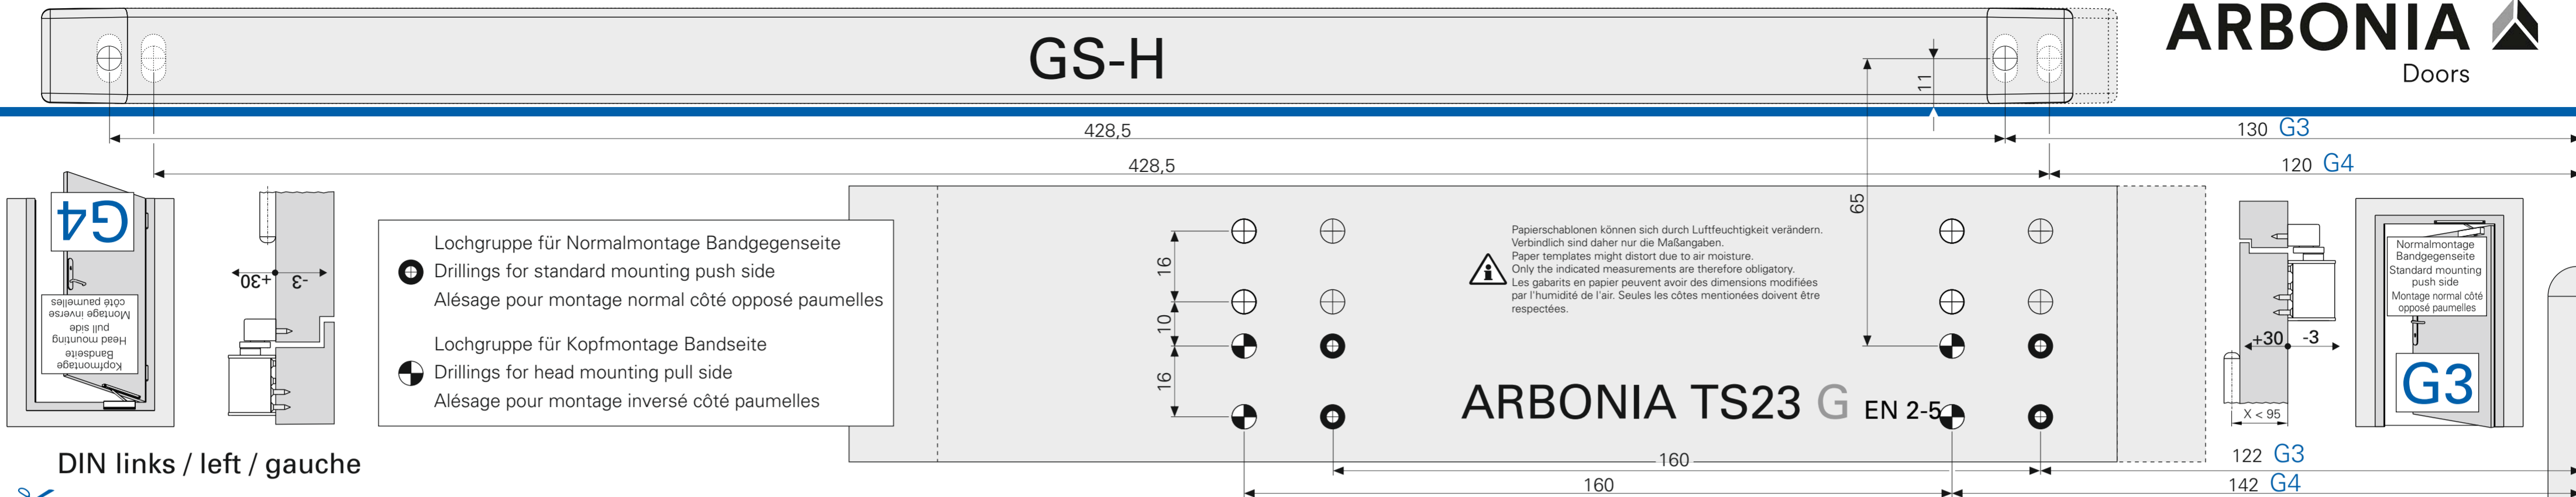 GS-H
ARBONIA
Doors
11
428,5
130 G3
428,5
120 G4
65
G4
Kopfmontage
Bandseite
Head mounting
pull side
Montage inverse
côté paumelles
+30 -3
Lochgruppe für Normalmontage Bandgegenseite
Drillings for standard mounting push side
Alésage pour montage normal côté opposé paumelles
Lochgruppe für Kopfmontage Bandseite
Drillings for head mounting pull side
Alésage pour montage inversé côté paumelles
16
10
16
Papierschablonen können sich durch Luftfeuchtigkeit verändern.
Verbindlich sind daher nur die Maßangaben.
Paper templates might distort due to air moisture.
Only the indicated measurements are therefore obligatory.
Les gabarits en papier peuvent avoir des dimensions modifiées
par l'humidité de l'air. Seules les côtes mentionées doivent être
respectées.
ARBONIA TS23 G EN 2-5
+30 -3
X < 95
Normalmontage
Bandgegenseite
Standard mounting
push side
Montage normal côté
opposé paumelles
G3
DIN links / left / gauche
160
122 G3
160
142 G4